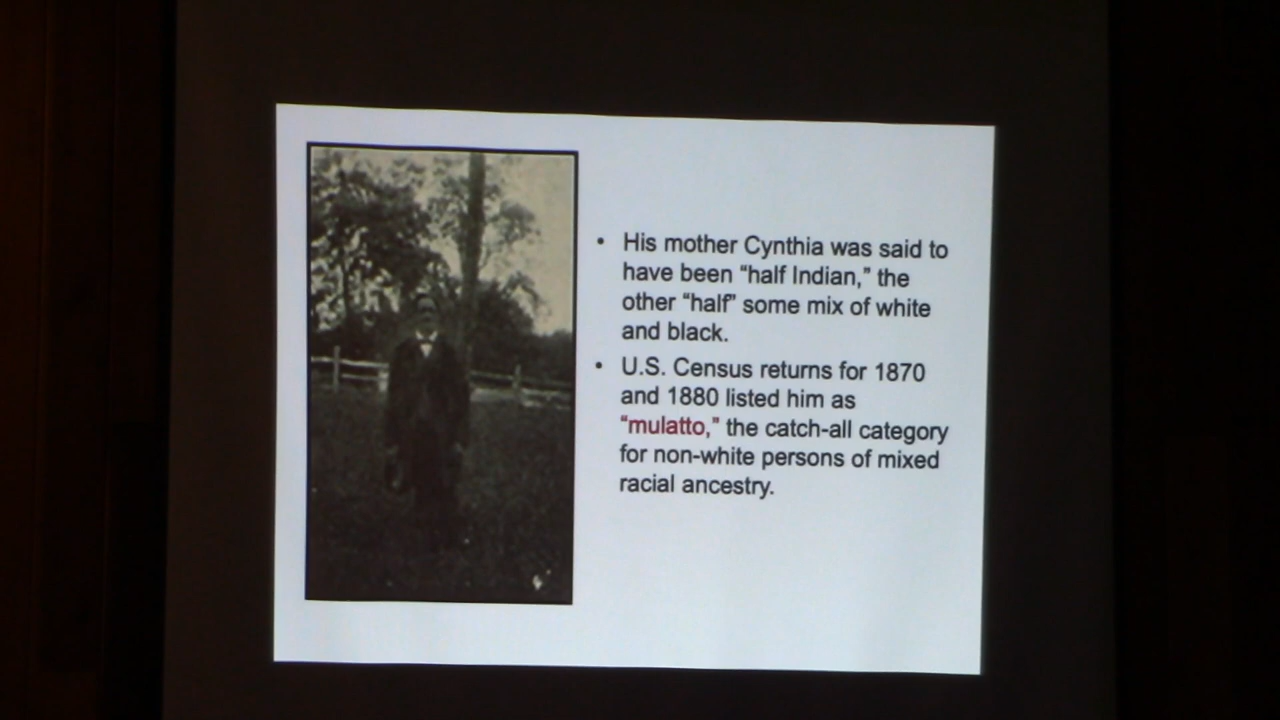 • His mother Cynthia was said to
have been “half Indian,” the
other “half” some mix of white
and black.
• U.S. Census returns for 1870
and 1880 listed him as
“mulatto,” the catch-all category
for non-white persons of mixed
racial ancestry.